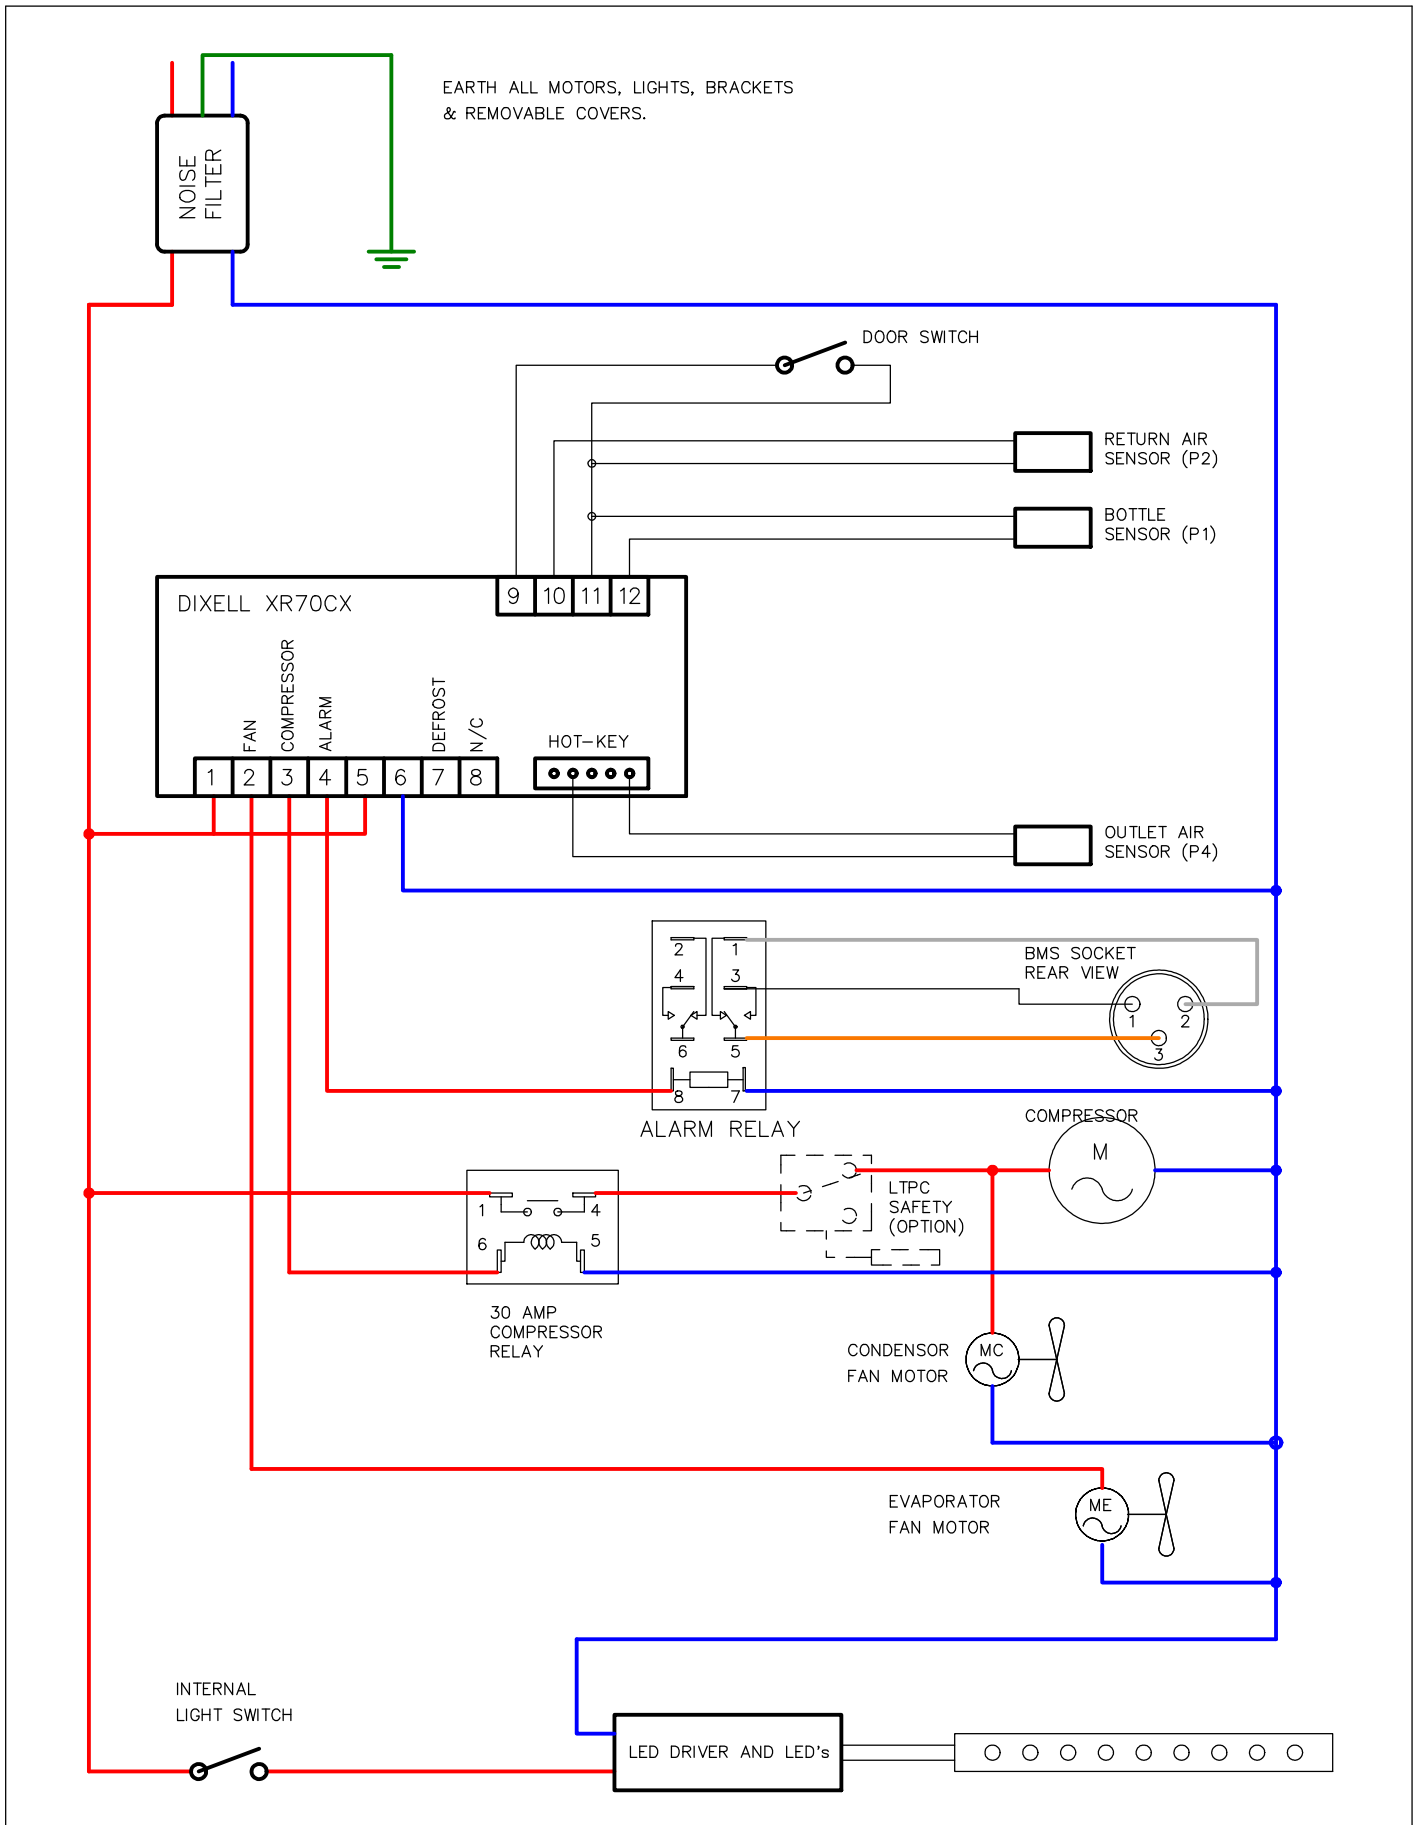 EARTH ALL MOTORS, LIGHTS, BRACKETS
& REMOVABLE COVERS.
NOISE
FILTER
DOOR SWITCH
RETURN AIR
SENSOR (P2)
BOTTLE
SENSOR (P1)
DIXELL XR70CX
9 10 11 12
FAN
COMPRESSOR
ALARM
DEFROST
N/C
HOT-KEY
1 2 3 4 5 6 7 8
OUTLET AIR
SENSOR (P4)
2 1
4 3
6 5
8 7
ALARM RELAY
BMS SOCKET
REAR VIEW
1 2
3
COMPRESSOR
M
1 4
6 5
30 AMP
COMPRESSOR
RELAY
LTPC
SAFETY
(OPTION)
CONDENSOR
FAN MOTOR
MC
EVAPORATOR
FAN MOTOR
ME
INTERNAL
LIGHT SWITCH
LED DRIVER AND LED's